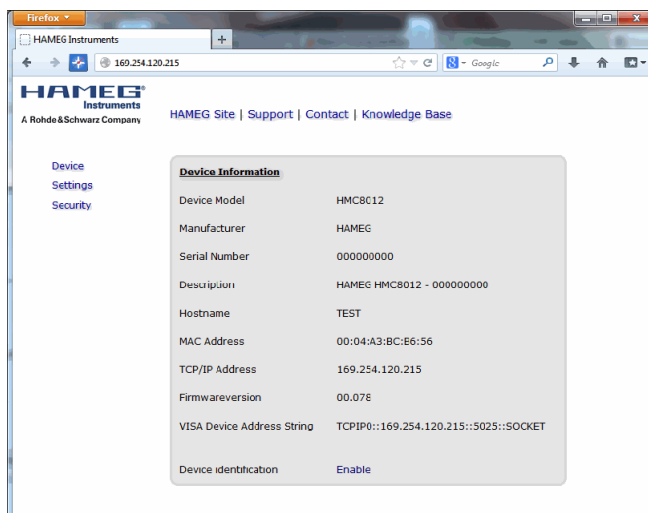 Firefox
HAMEG Instruments
169.254.120.215
Google
HAMEG®
Instruments
A Rohde & Schwarz Company
HAMEG Site | Support | Contact | Knowledge Base
Device
Settings
Security
Device Information
Device Model HMC8012
Manufacturer HAMEG
Serial Number 000000000
Description HAMEG HMC8012 - 000000000
Hostname TEST
MAC Address 00:04:A3:BC:E6:56
TCP/IP Address 169.254.120.215
Firmwareversion 00.078
VISA Device Address String TCPIP0::169.254.120.215::5025::SOCKET
Device identification Enable